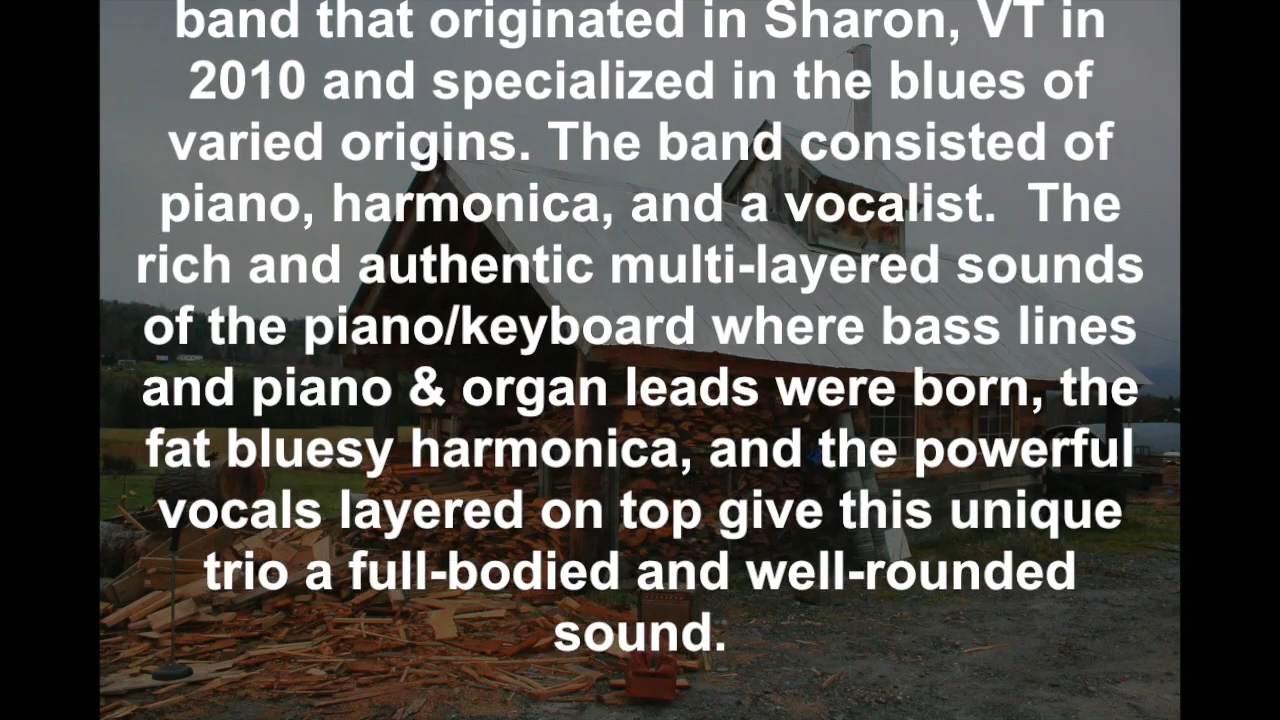 band that originated in Sharon, VT in
2010 and specialized in the blues of
varied origins. The band consisted of
piano, harmonica, and a vocalist.  The
rich and authentic multi-layered sounds
of the piano/keyboard where bass lines
and piano & organ leads were born, the
fat bluesy harmonica, and the powerful
vocals layered on top give this unique
trio a full-bodied and well-rounded
sound.